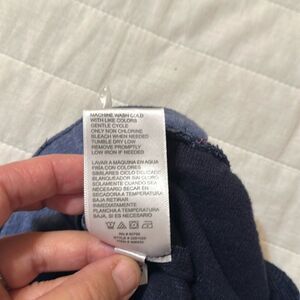 MACHINE WASH COLD
WITH LIKE COLORS
GENTLE CYCLE
ONLY NON CHLORINE
BLEACH WHEN NEEDED
TUMBLE DRY LOW
REMOVE PROMPTLY
LOW IRON IF NEEDED
LAVAR A MAQUINA EN AGUA
FRIA CON COLORES
SIMILARES CICLO DELICADO
BLANQUEADOR SIN CLORO
SOLAMENTE CUANDO SEA
NECESARIO SECAR EN
SECADORA A TEMPERATURA
BAJA RETIRAR
INMEDIATAMENTE
PLANCHA A TEMPERATURA
BAJA, SI ES NECESARIO